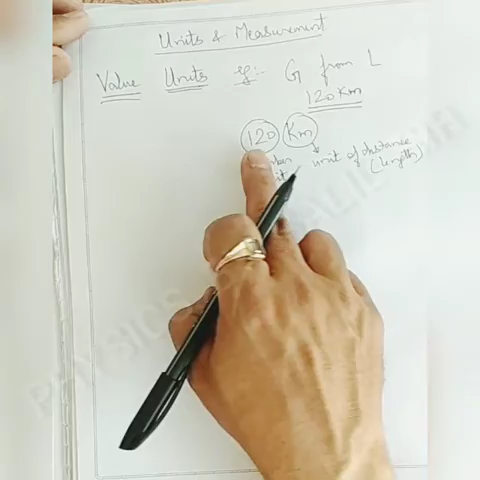 Units & Measurement
Value Units eg:- G from L
120 Km
120 Km
unit of distance
(length)